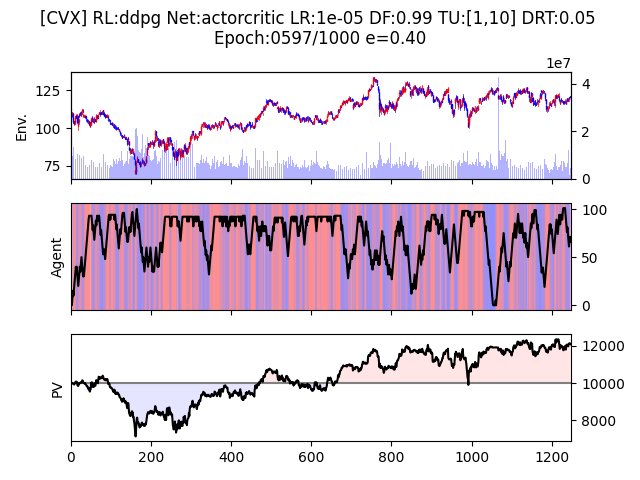 [CVX] RL:ddpg Net:actorcritic LR:1e-05 DF:0.99 TU:[1,10] DRT:0.05
Epoch:0597/1000 e=0.40
1e7
125
100
75
Env.
4
2
0
Agent
100
50
0
PV
12000
10000
8000
0 200 400 600 800 1000 1200